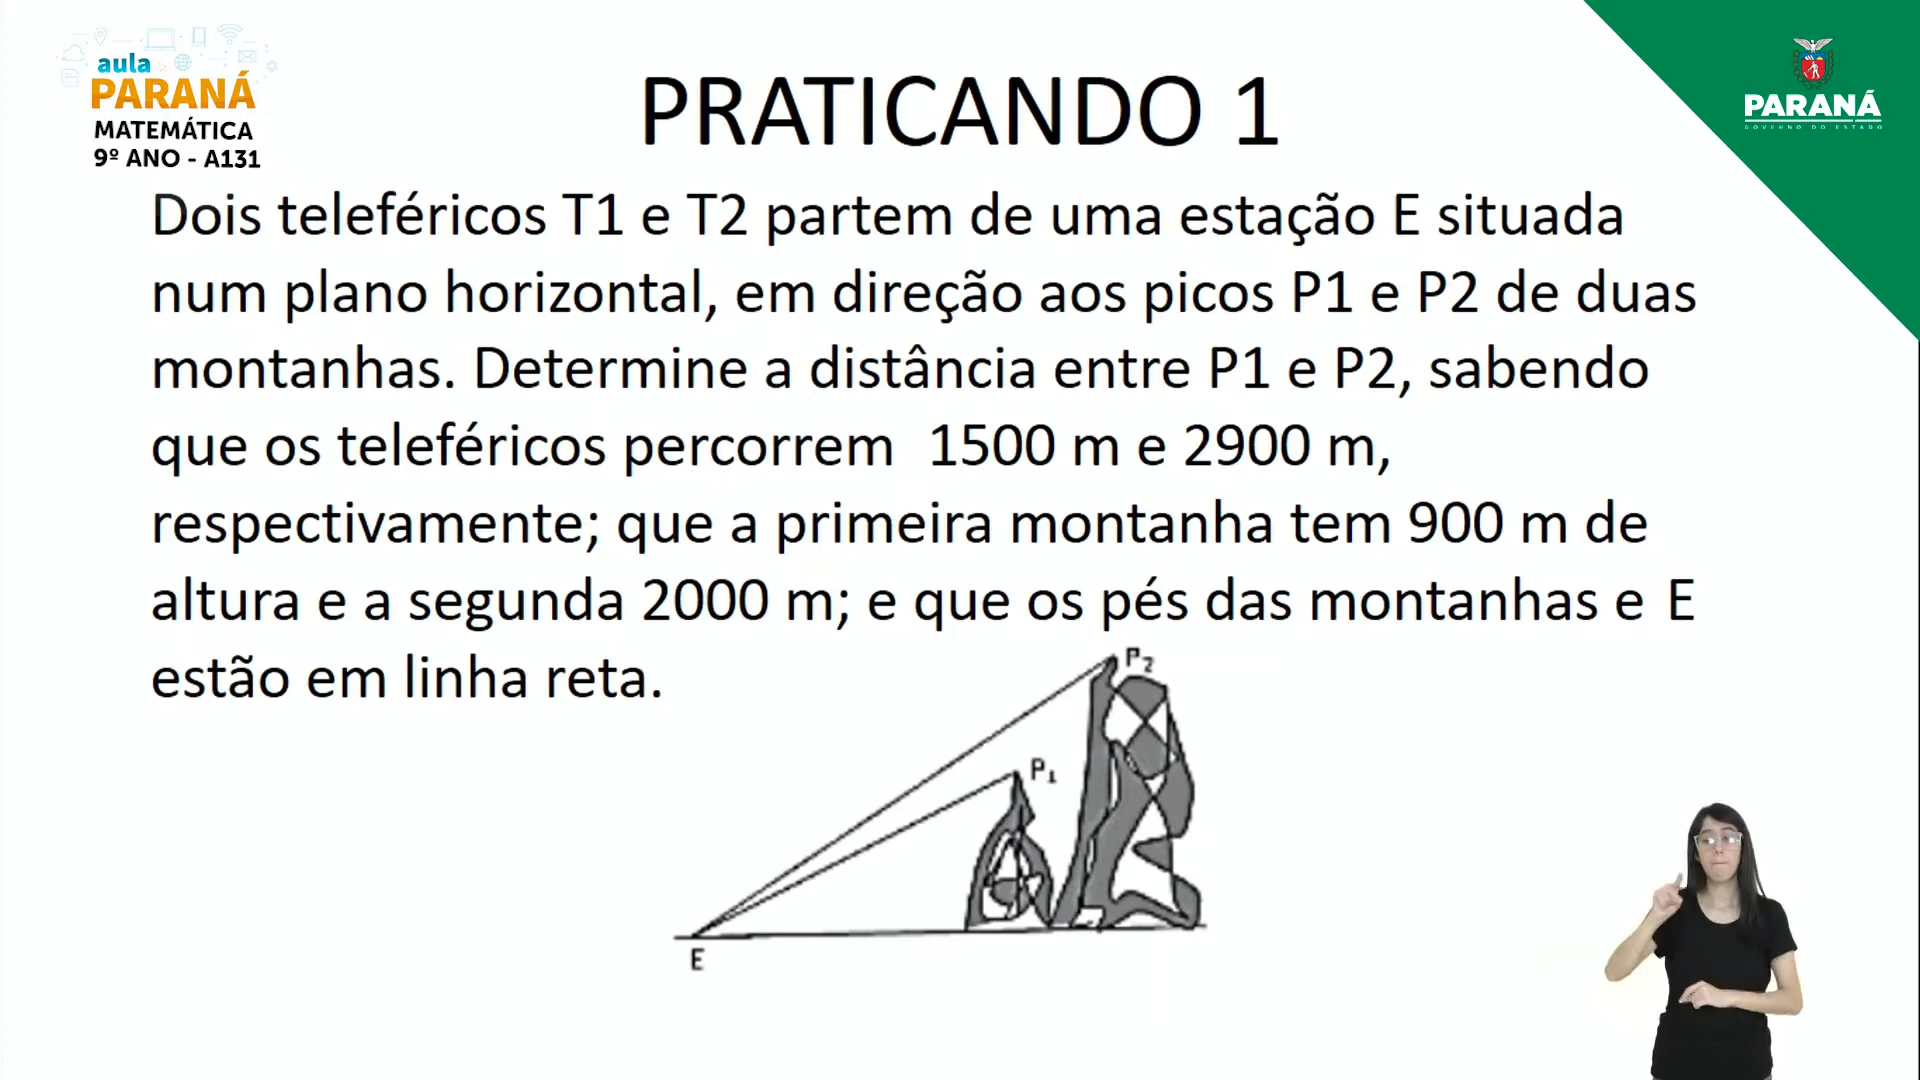 aula
PARANÁ
MATEMÁTICA
9º ANO - A131
PRATICANDO 1
PARANÁ
GOVERNO DO ESTADO
Dois teleféricos T1 e T2 partem de uma estação E situada
num plano horizontal, em direção aos picos P1 e P2 de duas
montanhas. Determine a distância entre P1 e P2, sabendo
que os teleféricos percorrem 1500 m e 2900 m,
respectivamente; que a primeira montanha tem 900 m de
altura e a segunda 2000 m; e que os pés das montanhas e E
estão em linha reta.
P2
P1
E